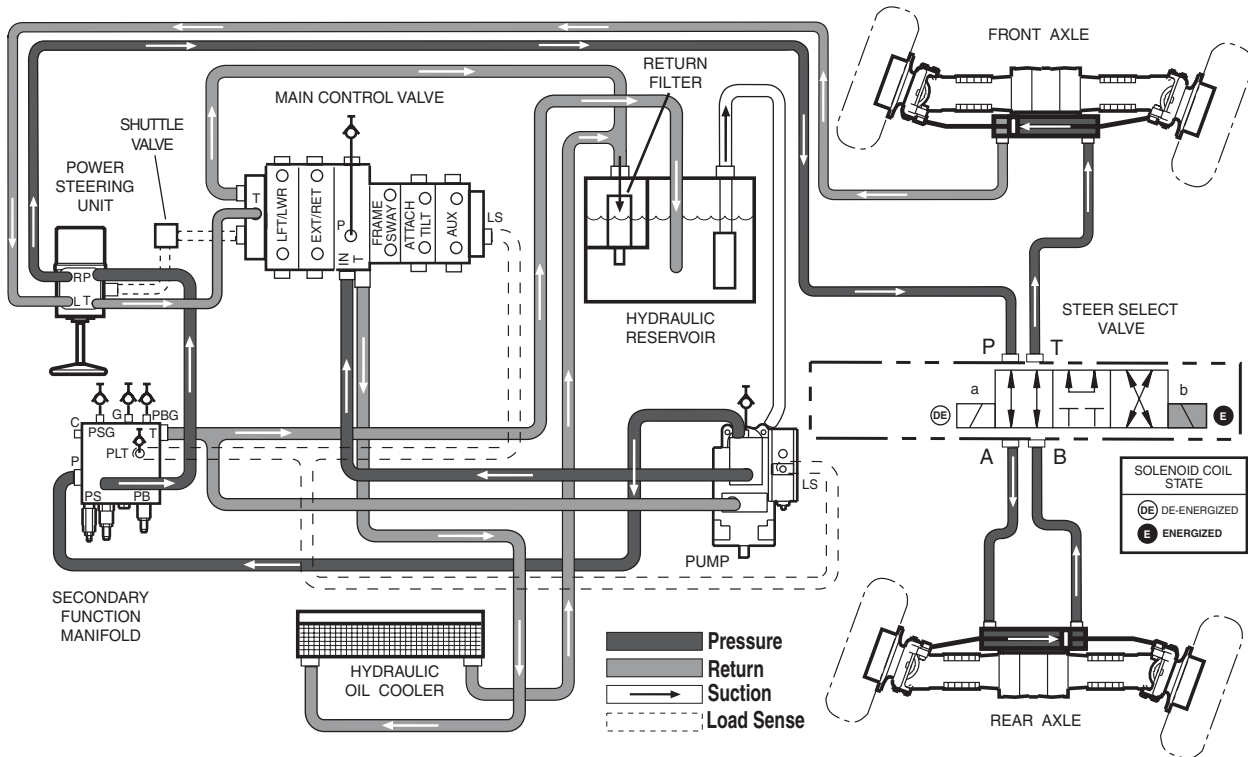 FRONT AXLE
RETURN
FILTER
MAIN CONTROL VALVE
SHUTTLE
VALVE
POWER
STEERING
UNIT
T
LFT/LWR
EXT/RET
P
IN
T
FRAME
SWAY
ATTACH
TILT
AUX
LS
R P
L T
HYDRAULIC
RESERVOIR
STEER SELECT
VALVE
P
T
a
b
DE
E
A
B
C
G
PBG
PSG
T
PLT
P
PS
PB
LS
PUMP
SOLENOID COIL
STATE
DE DE-ENERGIZED
E ENERGIZED
SECONDARY
FUNCTION
MANIFOLD
HYDRAULIC
OIL COOLER
Pressure
Return
Suction
Load Sense
REAR AXLE